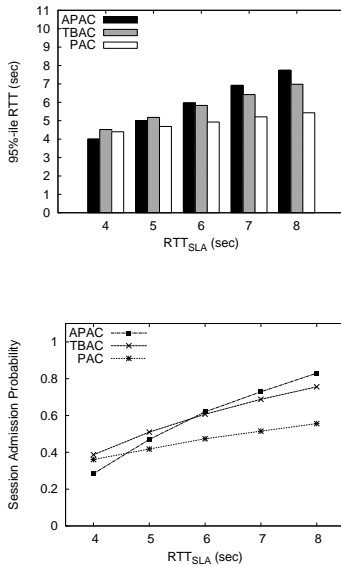 APAC
TBAC
PAC
95%-ile RTT (sec)
11
10
9
8
7
6
5
4
3
2
1
0
4 5 6 7 8
RTT_SLA (sec)
APAC
TBAC
PAC
Session Admission Probability
1
0.8
0.6
0.4
0.2
0
4 5 6 7 8
RTT_SLA (sec)